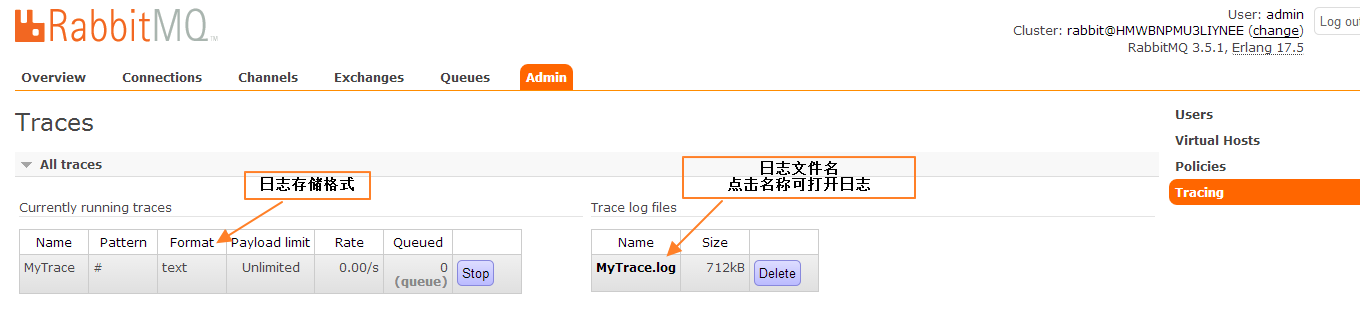 RabbitMQ TM
User: admin
Cluster: rabbit@HMWBNPMU3LIYNEE (change)
RabbitMQ 3.5.1, Erlang 17.5
Log out
Overview Connections Channels Exchanges Queues Admin
Traces
All traces
日志存储格式
日志文件名
点击名称可打开日志
Currently running traces
Name Pattern Format Payload limit Rate Queued
MyTrace # text Unlimited 0.00/s 0 (queue) Stop
Trace log files
Name Size
MyTrace.log 712kB Delete
Users
Virtual Hosts
Policies
Tracing